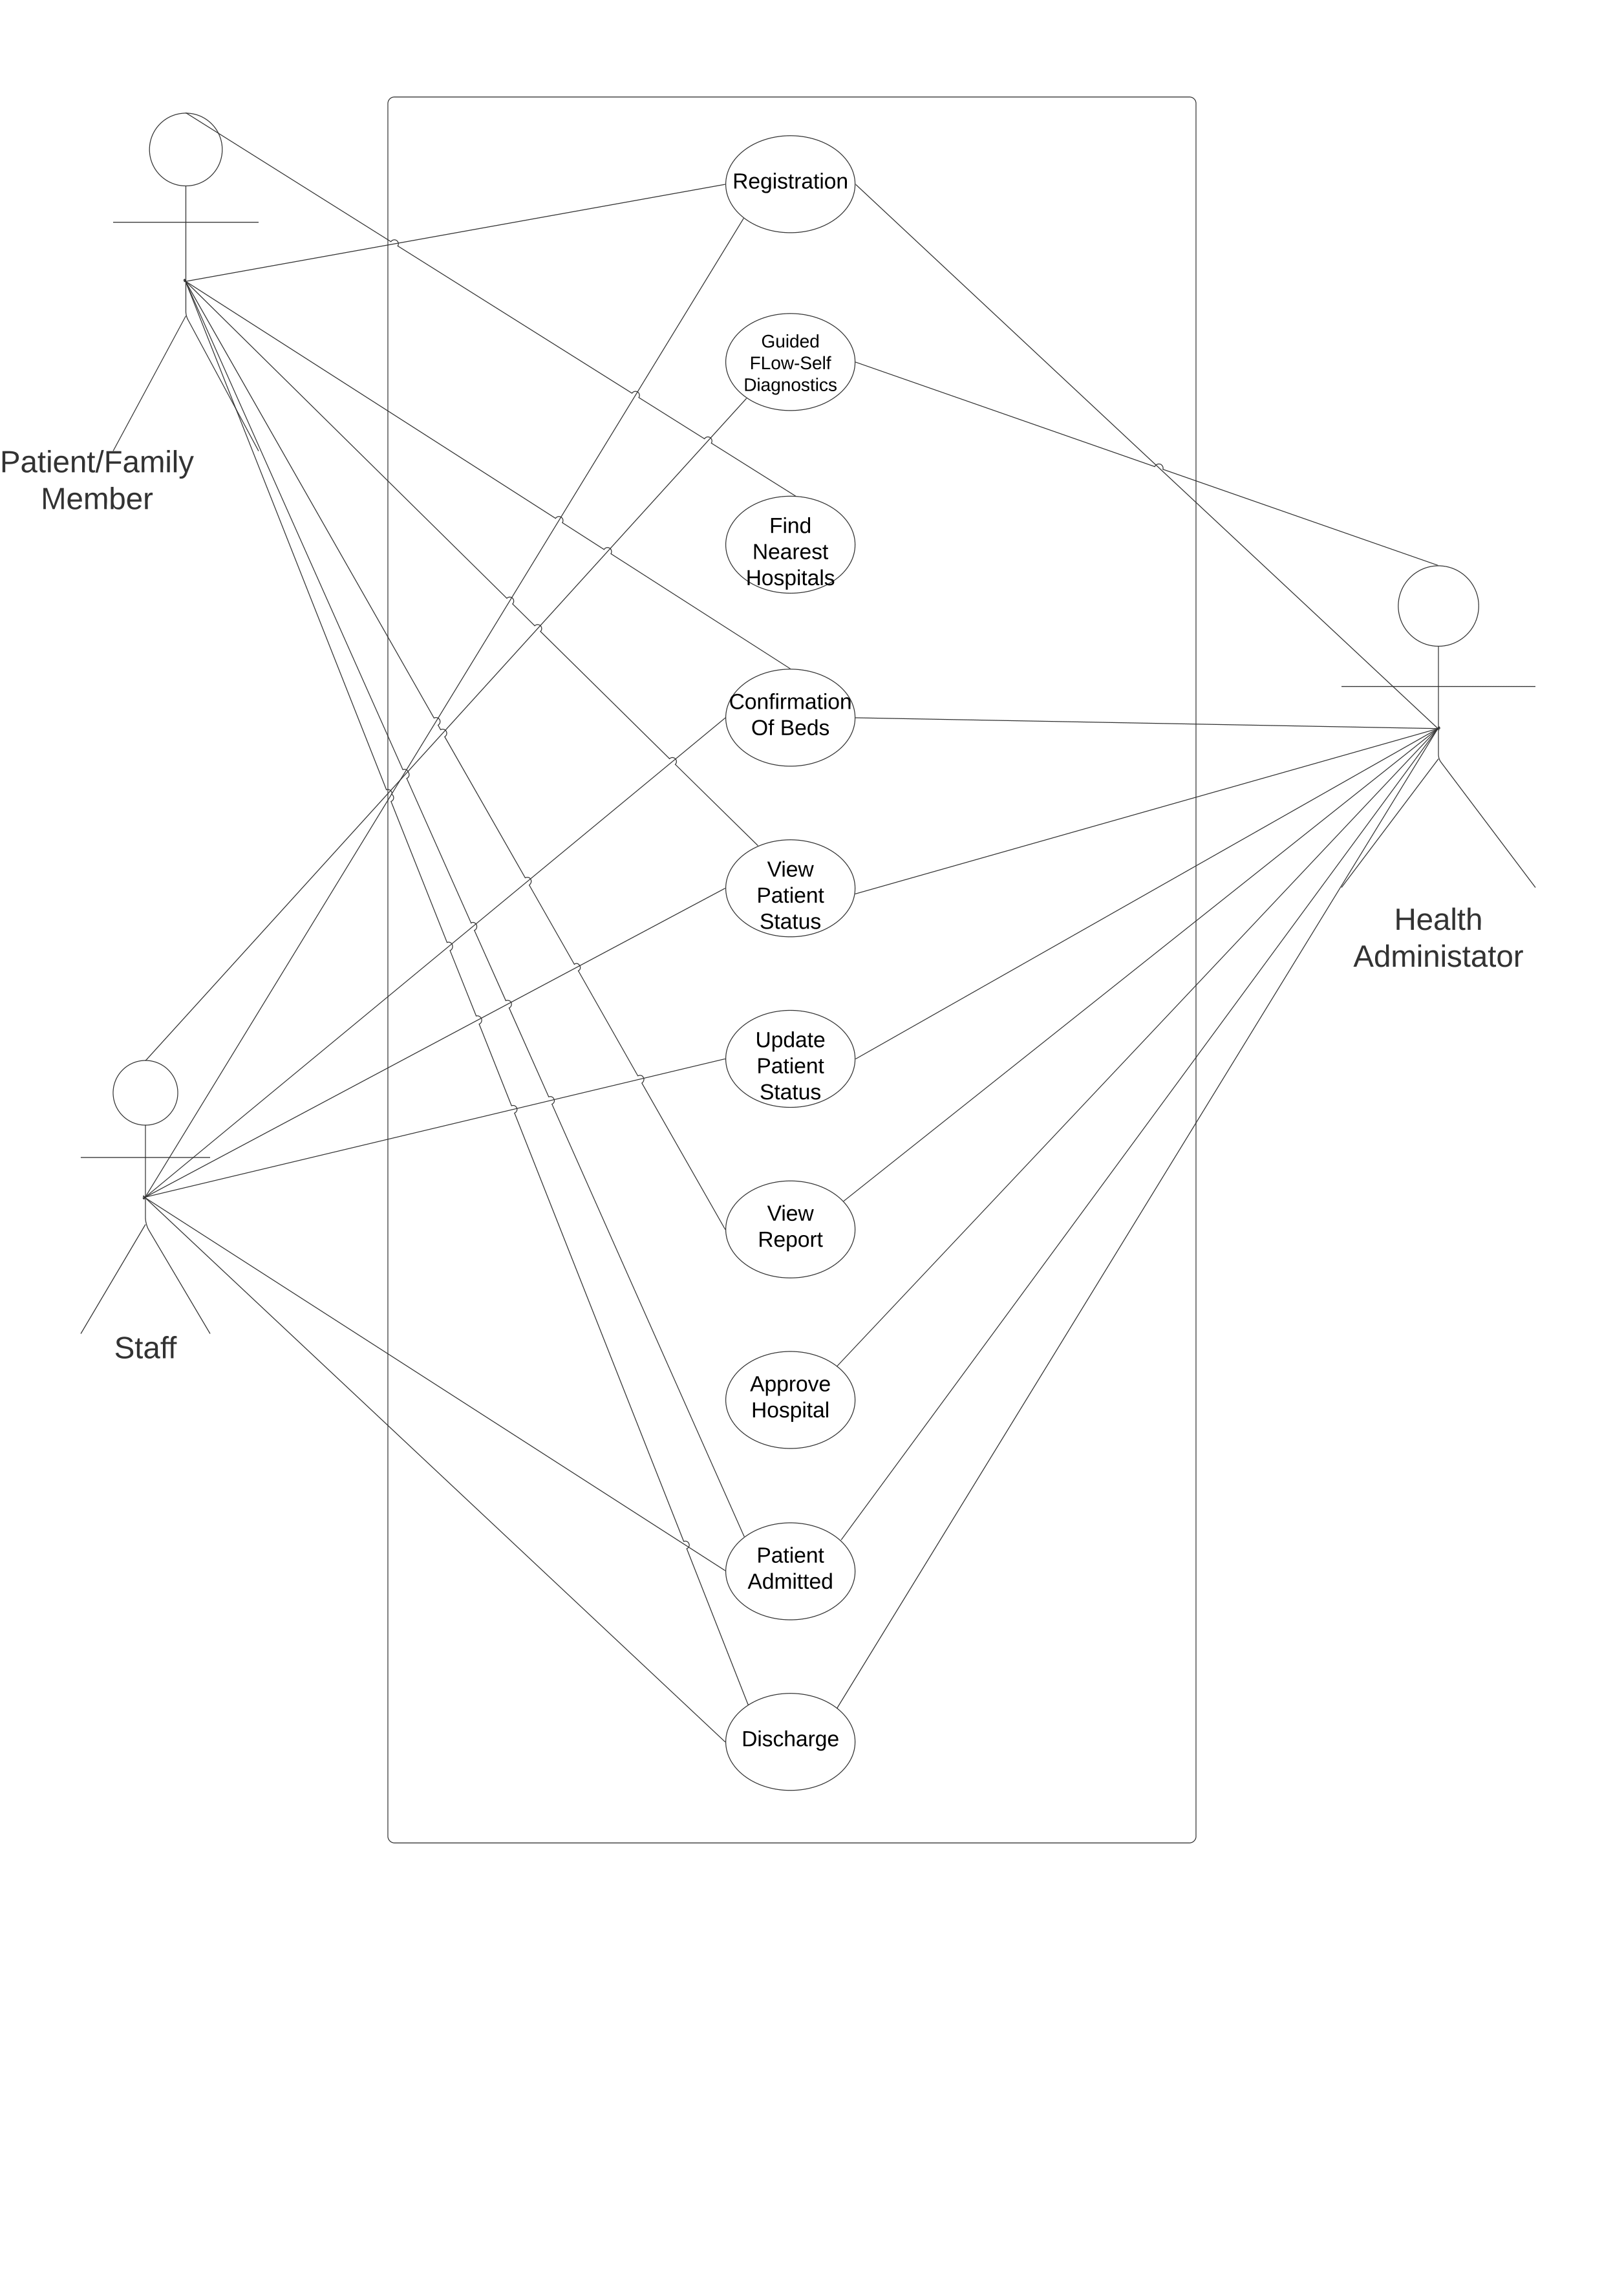 Registration
Guided
FLow-Self
Diagnostics
Patient/Family
Member
Find
Nearest
Hospitals
Confirmation
Of Beds
View
Patient
Status
Health
Administator
Update
Patient
Status
View
Report
Staff
Approve
Hospital
Patient
Admitted
Discharge